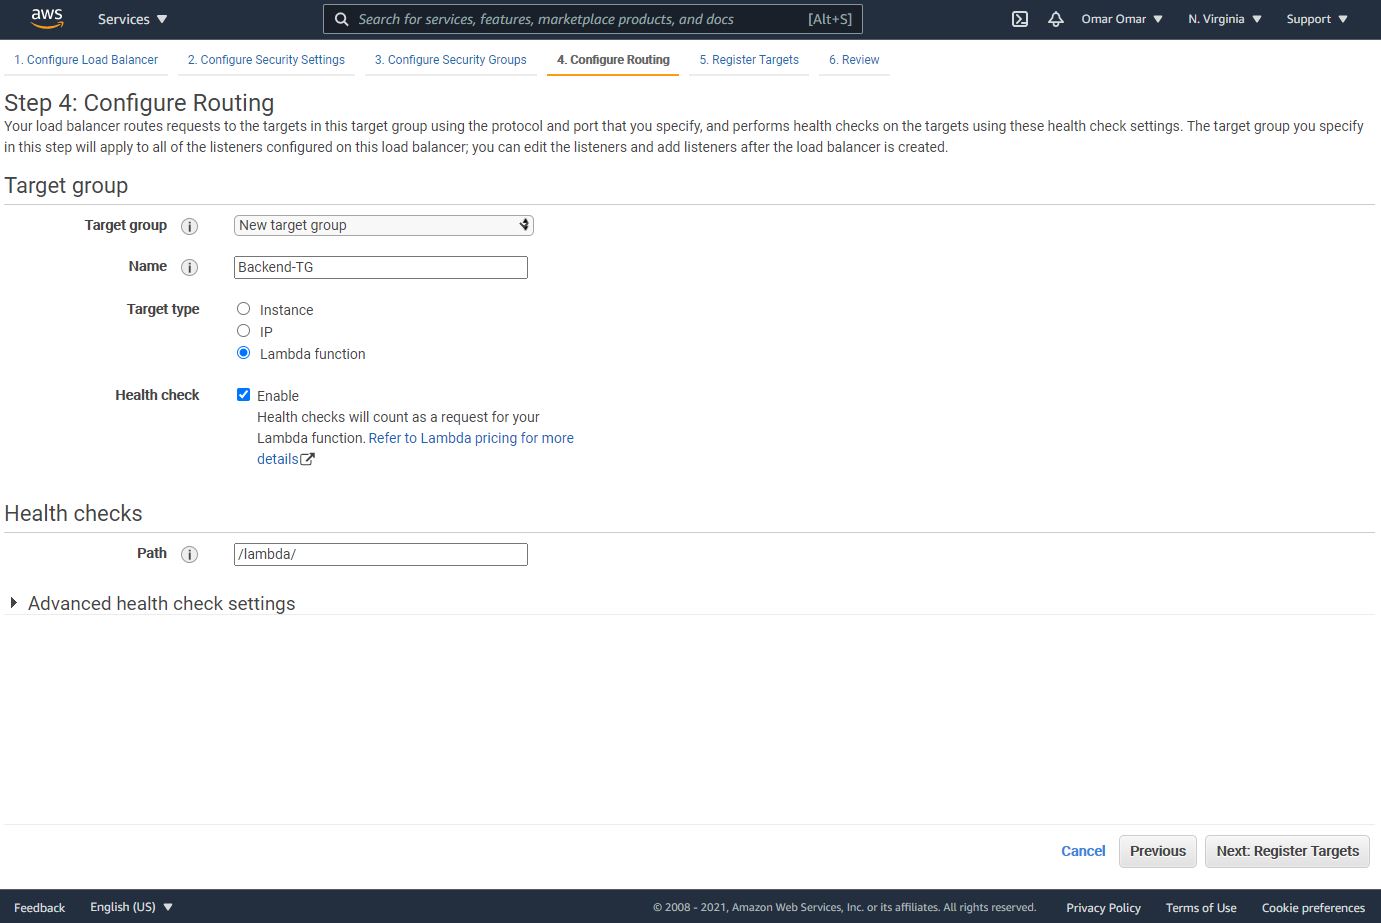 aws Services Search for services, features, marketplace products, and docs [Alt+S] Omar Omar N. Virginia Support
1. Configure Load Balancer 2. Configure Security Settings 3. Configure Security Groups 4. Configure Routing 5. Register Targets 6. Review
Step 4: Configure Routing
Your load balancer routes requests to the targets in this target group using the protocol and port that you specify, and performs health checks on the targets using these health check settings. The target group you specify
in this step will apply to all of the listeners configured on this load balancer; you can edit the listeners and add listeners after the load balancer is created.
Target group
Target group i New target group
Name i Backend-TG
Target type Instance
IP
Lambda function
Health check Enable
Health checks will count as a request for your
Lambda function. Refer to Lambda pricing for more
details
Health checks
Path i /lambda/
Advanced health check settings
Cancel Previous Next: Register Targets
Feedback English (US) © 2008 - 2021, Amazon Web Services, Inc. or its affiliates. All rights reserved. Privacy Policy Terms of Use Cookie preferences